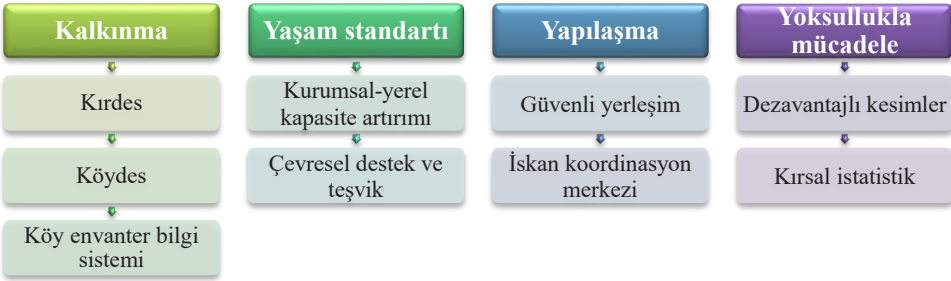 Kalkınma
Kırdes
Köydes
Köy envanter bilgi
sistemi
Yaşam standartı
Kurumsal-yerel
kapasite artırımı
Çevresel destek ve
teşvik
Yapılaşma
Güvenli yerleşim
İskan koordinasyon
merkezi
Yoksullukla
mücadele
Dezavantajlı kesimler
Kırsal istatistik